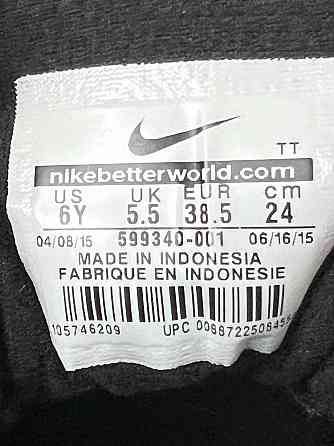 TT
nikebetterworld.com
US UK EUR cm
6Y 5.5 38.5 24
04/08/15 599340-001 06/16/15
MADE IN INDONESIA
FABRIQUE EN INDONESIE
105746209 UPC